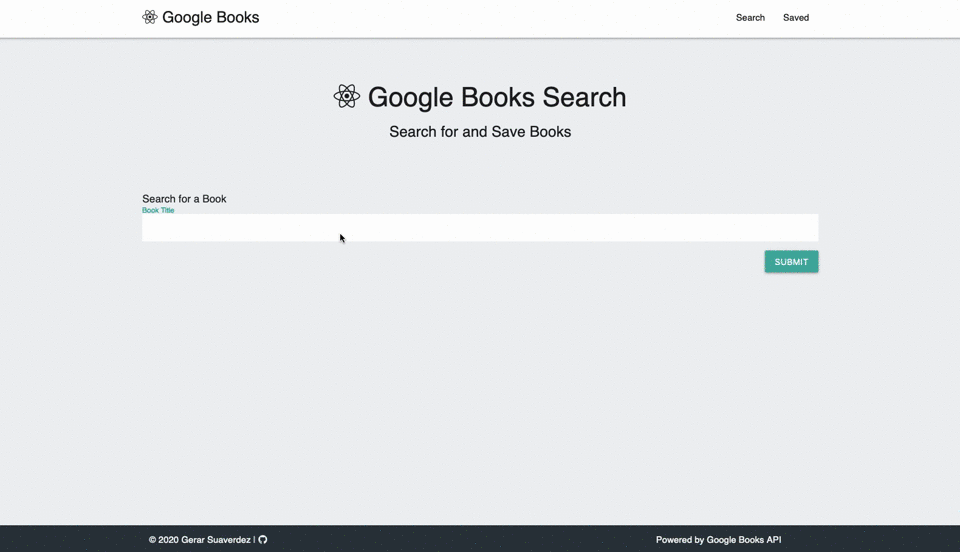 Google Books
Search Saved
Google Books Search
Search for and Save Books
Search for a Book
Book Title
SUBMIT
© 2020 Gerar Suaverdez |
Powered by Google Books API